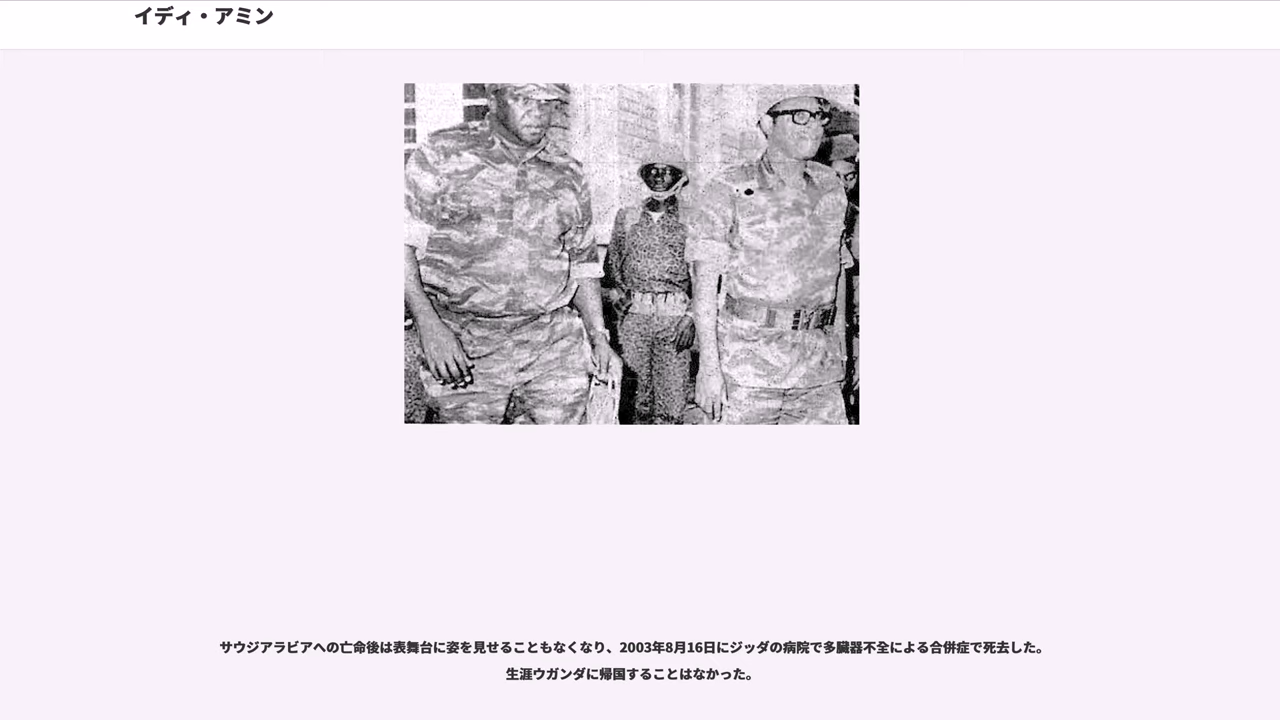 イディ・アミン
サウジアラビアへの亡命後は表舞台に姿を見せることもなくなり、2003年8月16日にジッダの病院で多臓器不全による合併症で死去した。
生涯ウガンダに帰国することはなかった。